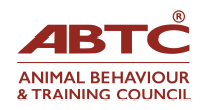 ABTC®
ANIMAL BEHAVIOUR
& TRAINING COUNCIL